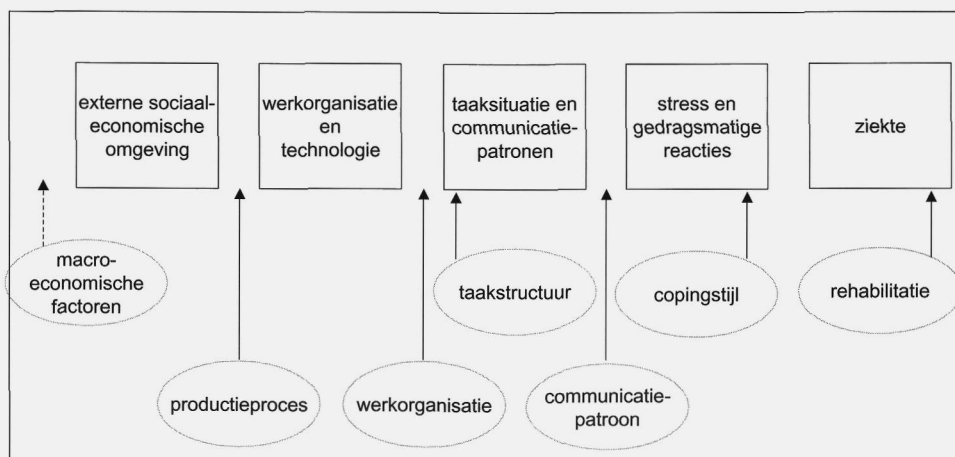 externe sociaal-
economische
omgeving
werkorganisatie
en
technologie
taaksituatie en
communicatie-
patronen
stress en
gedragsmatige
reacties
ziekte
macro-
economische
factoren
taakstructuur
copingstijl
rehabilitatie
productieproces
werkorganisatie
communicatie-
patroon